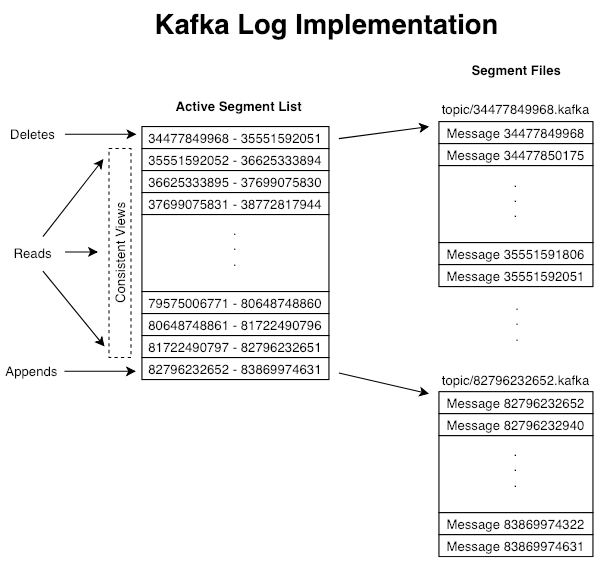 Kafka Log Implementation
Segment Files
Active Segment List
topic/34477849968.kafka
Deletes
34477849968 - 35551592051
35551592052 - 36625333894
36625333895 - 37699075830
37699075831 - 38772817944
.
.
.
79575006771 - 80648748860
80648748861 - 81722490796
81722490797 - 82796232651
82796232652 - 83869974631
Reads
Consistent Views
Appends
Message 34477849968
Message 34477850175
.
.
.
Message 35551591806
Message 35551592051
.
.
.
topic/82796232652.kafka
Message 82796232652
Message 82796232940
.
.
.
Message 83869974322
Message 83869974631